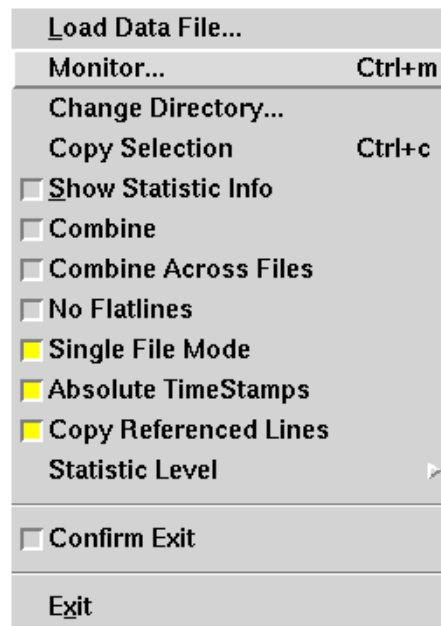 Load Data File...
Monitor... Ctrl+m
Change Directory...
Copy Selection Ctrl+c
Show Statistic Info
Combine
Combine Across Files
No Flatlines
Single File Mode
Absolute TimeStamps
Copy Referenced Lines
Statistic Level
Confirm Exit
Exit